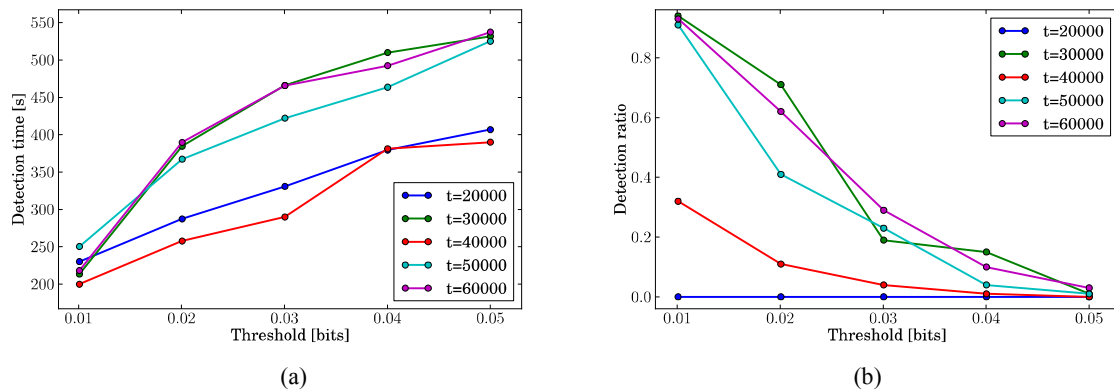 550
500
450
400
350
300
250
200
Detection time [s]
t=20000
t=30000
t=40000
t=50000
t=60000
0.01 0.02 0.03 0.04 0.05
Threshold [bits]
(a)
0.8
0.6
0.4
0.2
0.0
Detection ratio
t=20000
t=30000
t=40000
t=50000
t=60000
0.01 0.02 0.03 0.04 0.05
Threshold [bits]
(b)